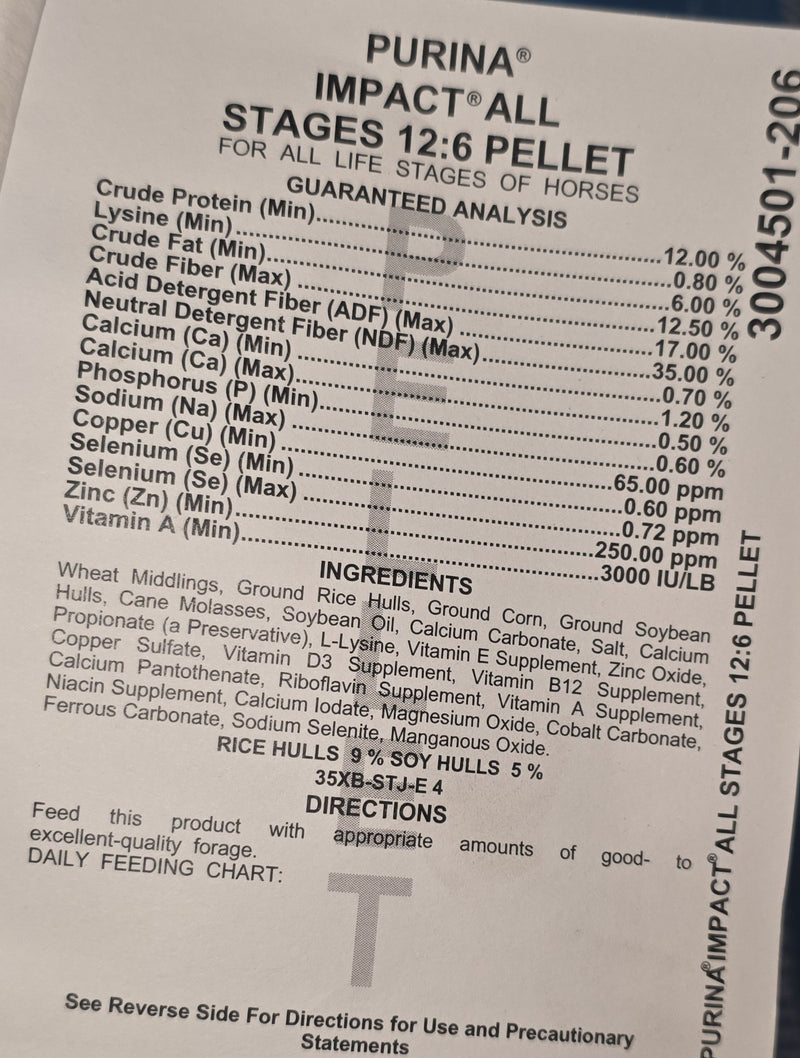 PURINA®
IMPACT® ALL
STAGES 12:6 PELLET
FOR ALL LIFE STAGES OF HORSES
GUARANTEED ANALYSIS
Crude Protein (Min)....................12.00 %
Lysine (Min)....................0.80 %
Crude Fat (Min)....................6.00 %
Crude Fiber (Max)....................12.50 %
Acid Detergent Fiber (ADF) (Max)....................17.00 %
Neutral Detergent Fiber (NDF) (Max)....................35.00 %
Calcium (Ca) (Min)....................0.70 %
Calcium (Ca) (Max)....................1.20 %
Phosphorus (P) (Min)....................0.50 %
Sodium (Na) (Max)....................0.60 %
Copper (Cu) (Min)....................65.00 ppm
Selenium (Se) (Min)....................0.60 ppm
Selenium (Se) (Max)....................0.72 ppm
Zinc (Zn) (Min)....................250.00 ppm
Vitamin A (Min)....................3000 IU/LB
INGREDIENTS
Wheat Middlings, Ground Rice Hulls, Ground Corn, Ground Soybean
Hulls, Cane Molasses, Soybean Oil, Calcium Carbonate, Salt, Calcium
Propionate (a Preservative), L-Lysine, Vitamin E Supplement, Zinc Oxide,
Copper Sulfate, Vitamin D3 Supplement, Vitamin B12 Supplement,
Calcium Pantothenate, Riboflavin Supplement, Vitamin A Supplement,
Niacin Supplement, Calcium Iodate, Magnesium Oxide, Cobalt Carbonate,
Ferrous Carbonate, Sodium Selenite, Manganous Oxide.
RICE HULLS 9 % SOY HULLS 5 %
35XB-STJ-E 4
DIRECTIONS
Feed this product with appropriate amounts of good- to
excellent-quality forage.
DAILY FEEDING CHART:
See Reverse Side For Directions for Use and Precautionary
Statements
PELLET
3004501-206
PURINA® IMPACT® ALL STAGES 12:6 PELLET